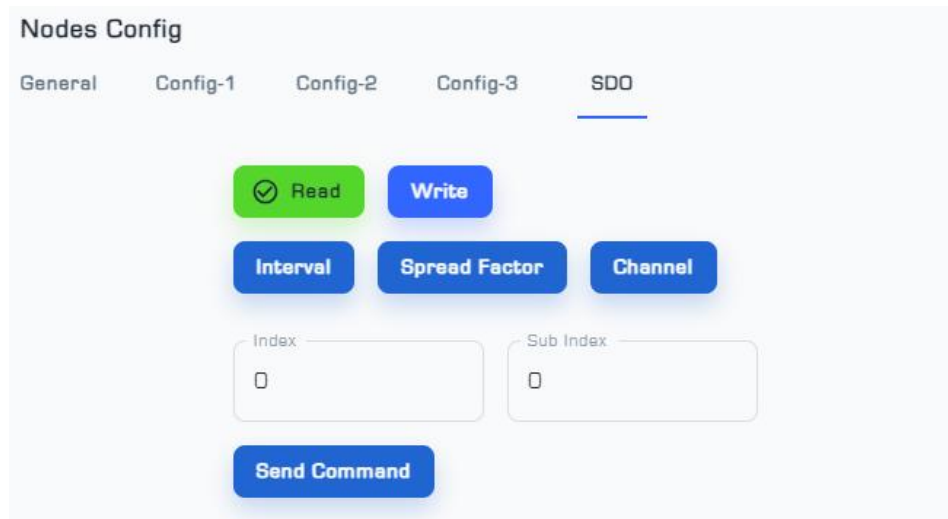 Nodes Config
General Config-1 Config-2 Config-3 SDO
Read Write
Interval Spread Factor Channel
Index Sub Index
0 0
Send Command